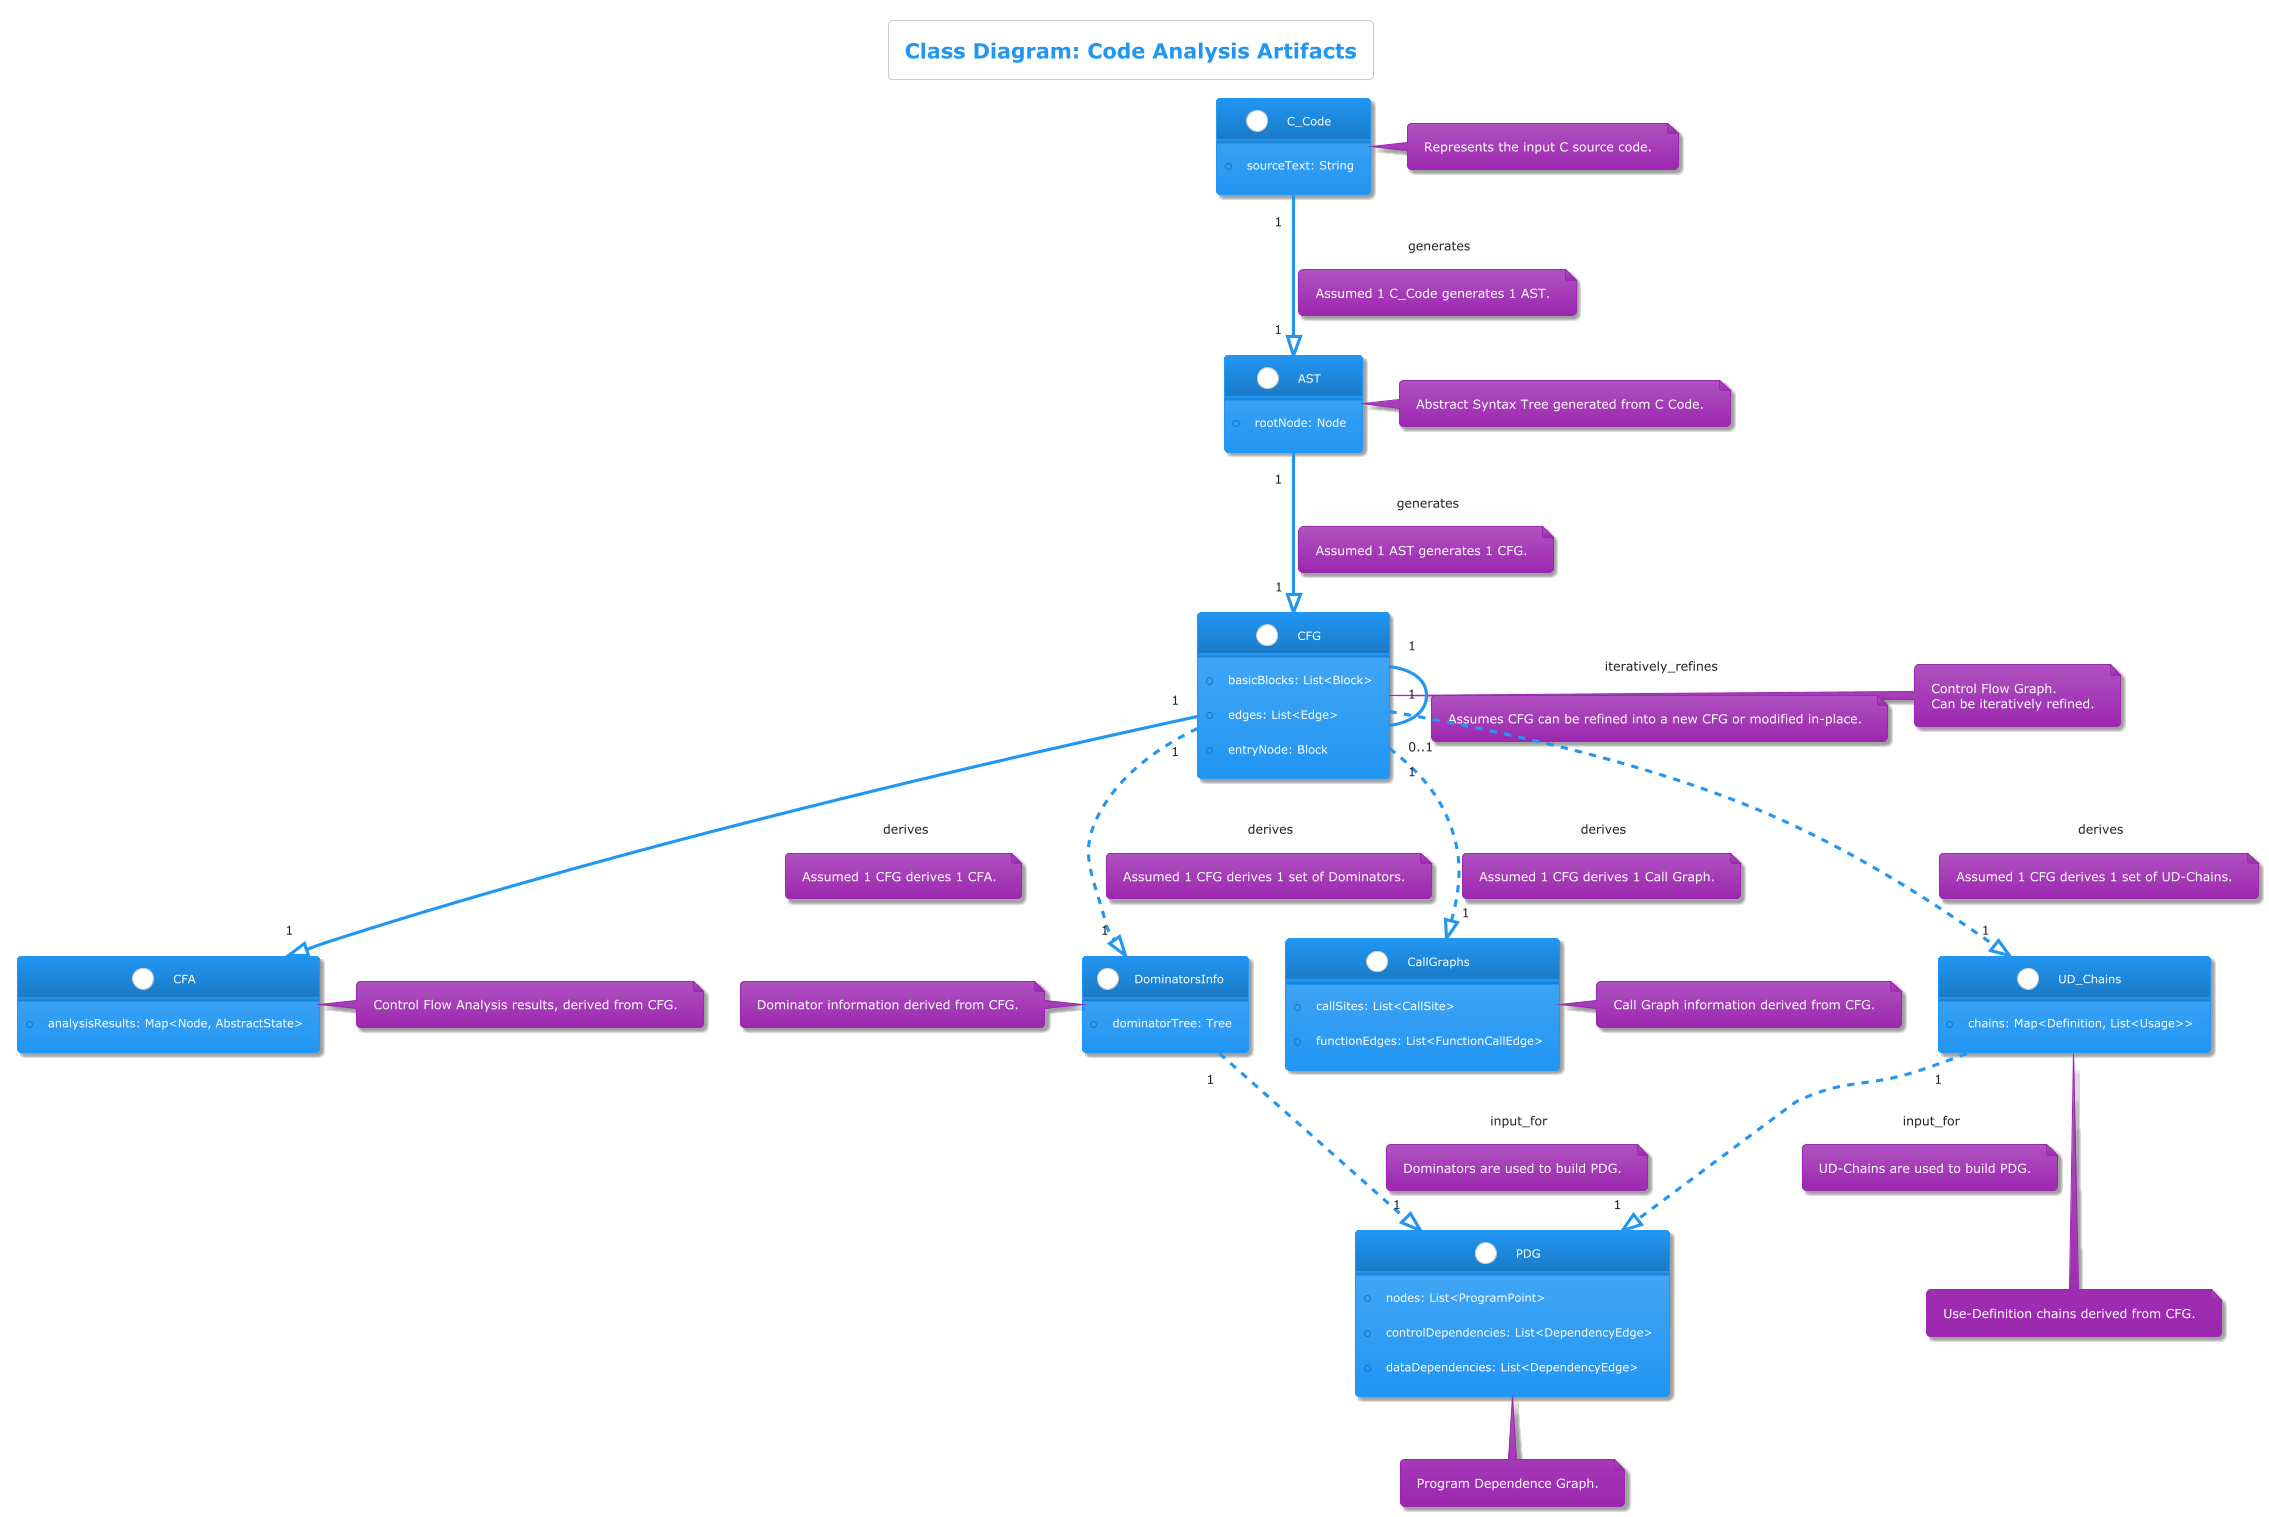 Class Diagram: Code Analysis Artifacts
C_Code
sourceText: String
Represents the input C source code.
1
generates
Assumed 1 C_Code generates 1 AST.
1
AST
rootNode: Node
Abstract Syntax Tree generated from C Code.
1
generates
Assumed 1 AST generates 1 CFG.
1
CFG
basicBlocks: List<Block>
edges: List<Edge>
entryNode: Block
1
iteratively_refines
Control Flow Graph.
Can be iteratively refined.
1
1
Assumes CFG can be refined into a new CFG or modified in-place.
1
0..1
1
derives
Assumed 1 CFG derives 1 CFA.
derives
Assumed 1 CFG derives 1 set of Dominators.
derives
Assumed 1 CFG derives 1 Call Graph.
derives
Assumed 1 CFG derives 1 set of UD-Chains.
1
1
1
1
CFA
analysisResults: Map<Node, AbstractState>
Control Flow Analysis results, derived from CFG.
Dominator information derived from CFG.
DominatorsInfo
dominatorTree: Tree
CallGraphs
callSites: List<CallSite>
functionEdges: List<FunctionCallEdge>
Call Graph information derived from CFG.
UD_Chains
chains: Map<Definition, List<Usage>>
1
1
input_for
Dominators are used to build PDG.
input_for
UD-Chains are used to build PDG.
1
1
PDG
nodes: List<ProgramPoint>
controlDependencies: List<DependencyEdge>
dataDependencies: List<DependencyEdge>
Use-Definition chains derived from CFG.
Program Dependence Graph.